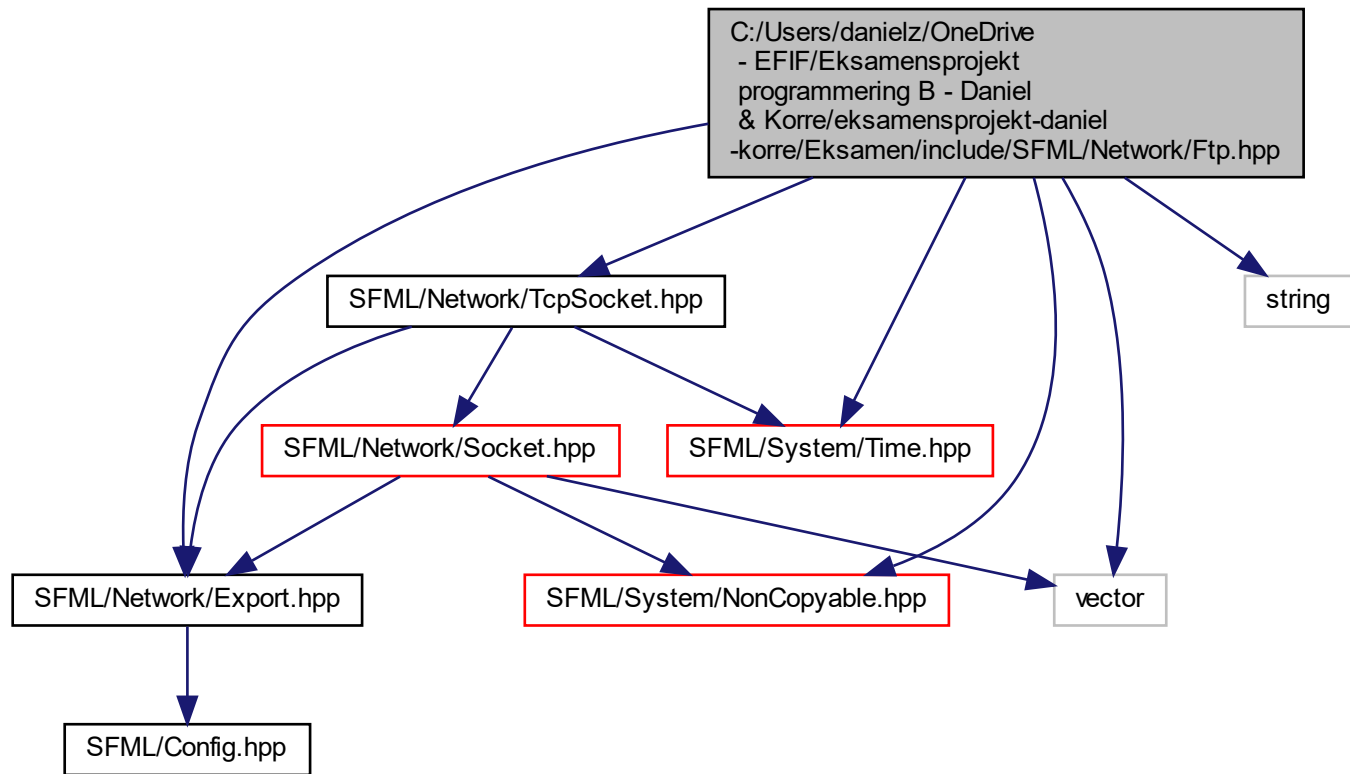 C:/Users/danielz/OneDrive
- EFIF/Eksamensprojekt
programmering B - Daniel
& Korre/eksamensprojekt-daniel
-korre/Eksamen/include/SFML/Network/Ftp.hpp
SFML/Network/TcpSocket.hpp
string
SFML/Network/Socket.hpp
SFML/System/Time.hpp
SFML/Network/Export.hpp
SFML/System/NonCopyable.hpp
vector
SFML/Config.hpp